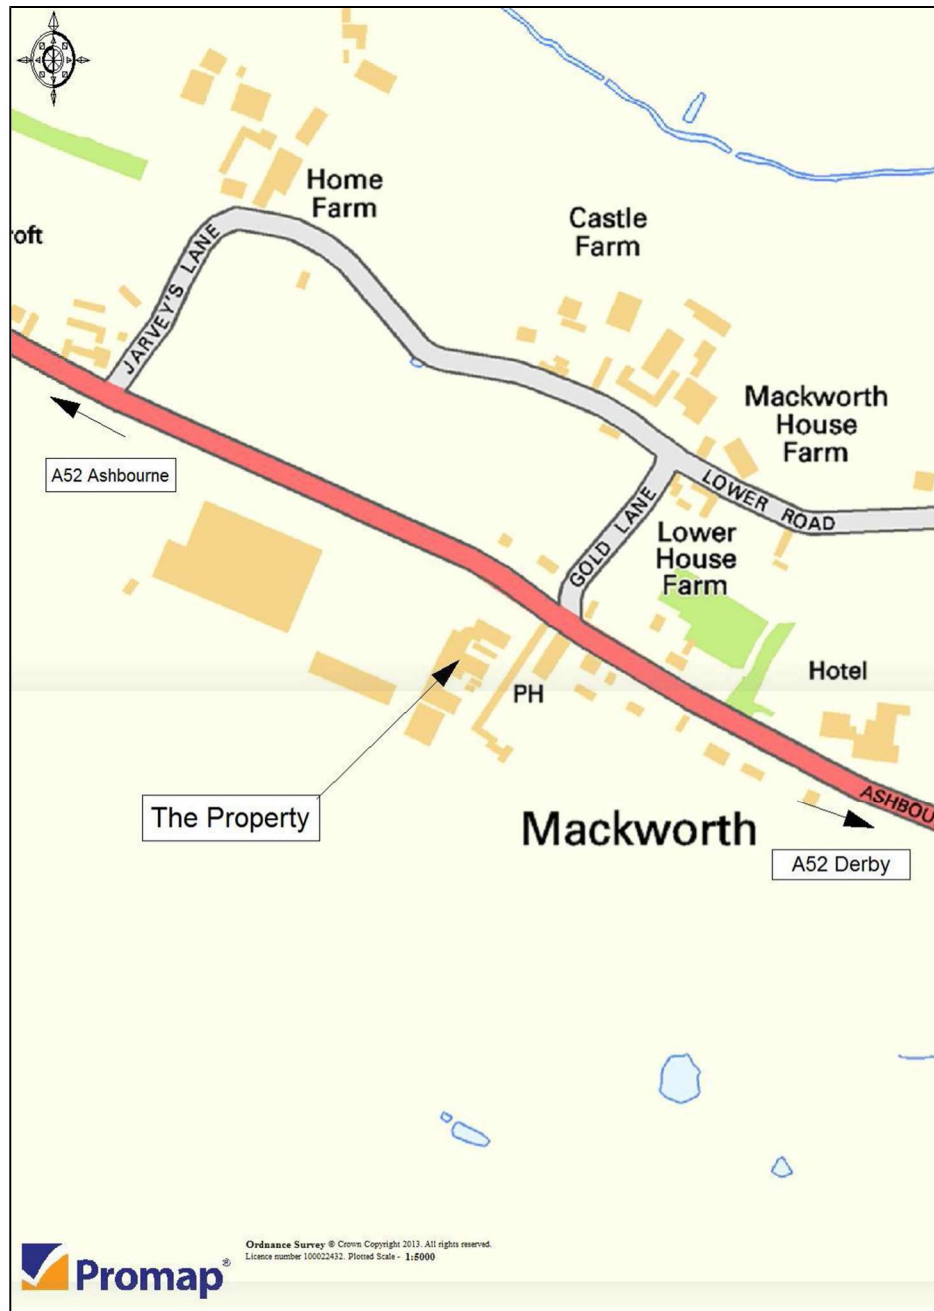 Home
Farm
Castle
Farm
oft
JARVEY'S LANE
Mackworth
House
Farm
A52 Ashbourne
LOWER ROAD
GOLD LANE
Lower
House
Farm
Hotel
PH
The Property
ASHBOU
Mackworth
A52 Derby
Ordnance Survey © Crown Copyright 2013. All rights reserved.
Licence number 100022432. Plotted Scale - 1:5000
Promap®